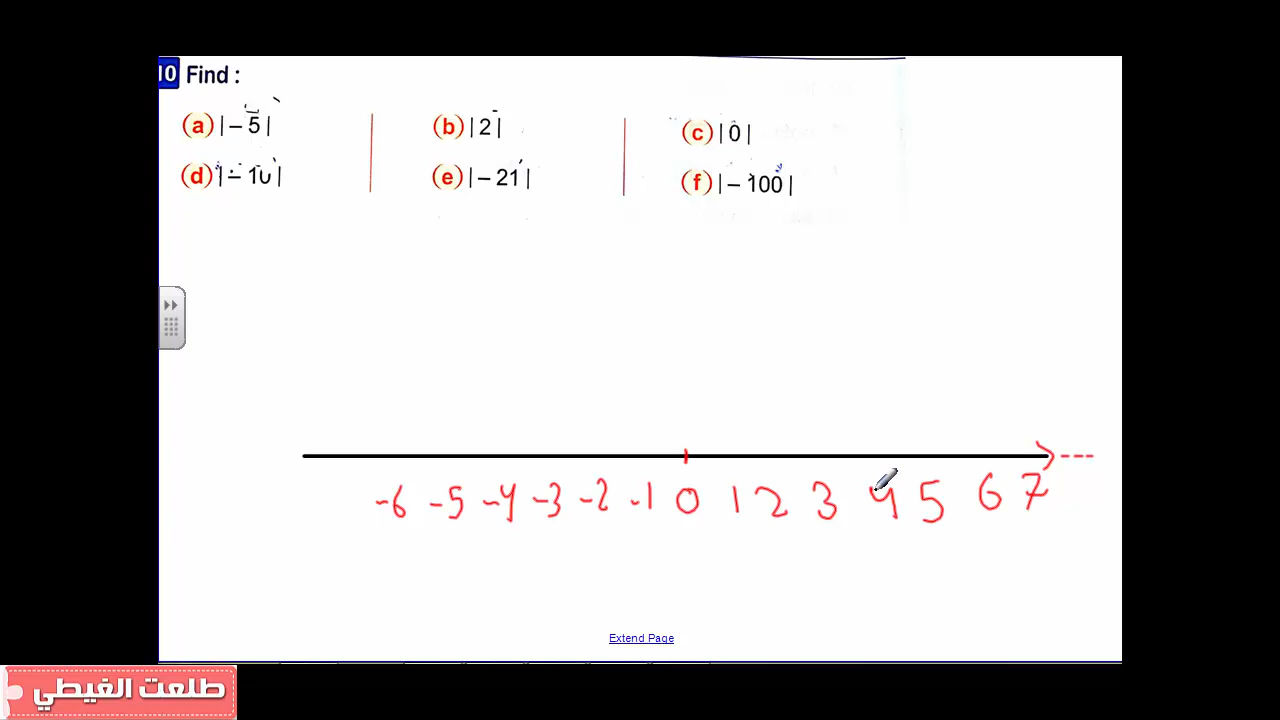 10 Find :
(a) |– 5| (b) |2| (c) |0|
(d) |– 10| (e) |– 21| (f) |– 100|
-6 -5 -4 -3 -2 -1 0 1 2 3 4 5 6 7
Extend Page
طلعت الغيطي